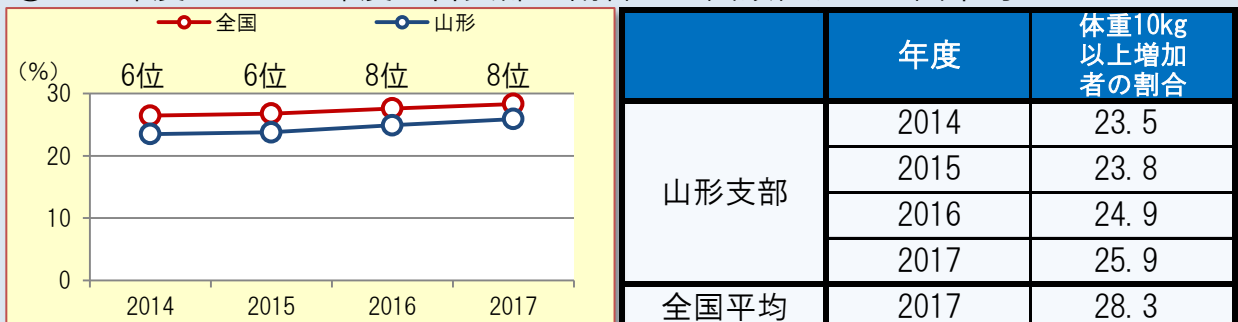 全国 山形
(%) 6位 6位 8位 8位
30
20
10
0
2014 2015 2016 2017
年度 体重10kg
以上増加
者の割合
山形支部 2014 23.5
2015 23.8
2016 24.9
2017 25.9
全国平均 2017 28.3